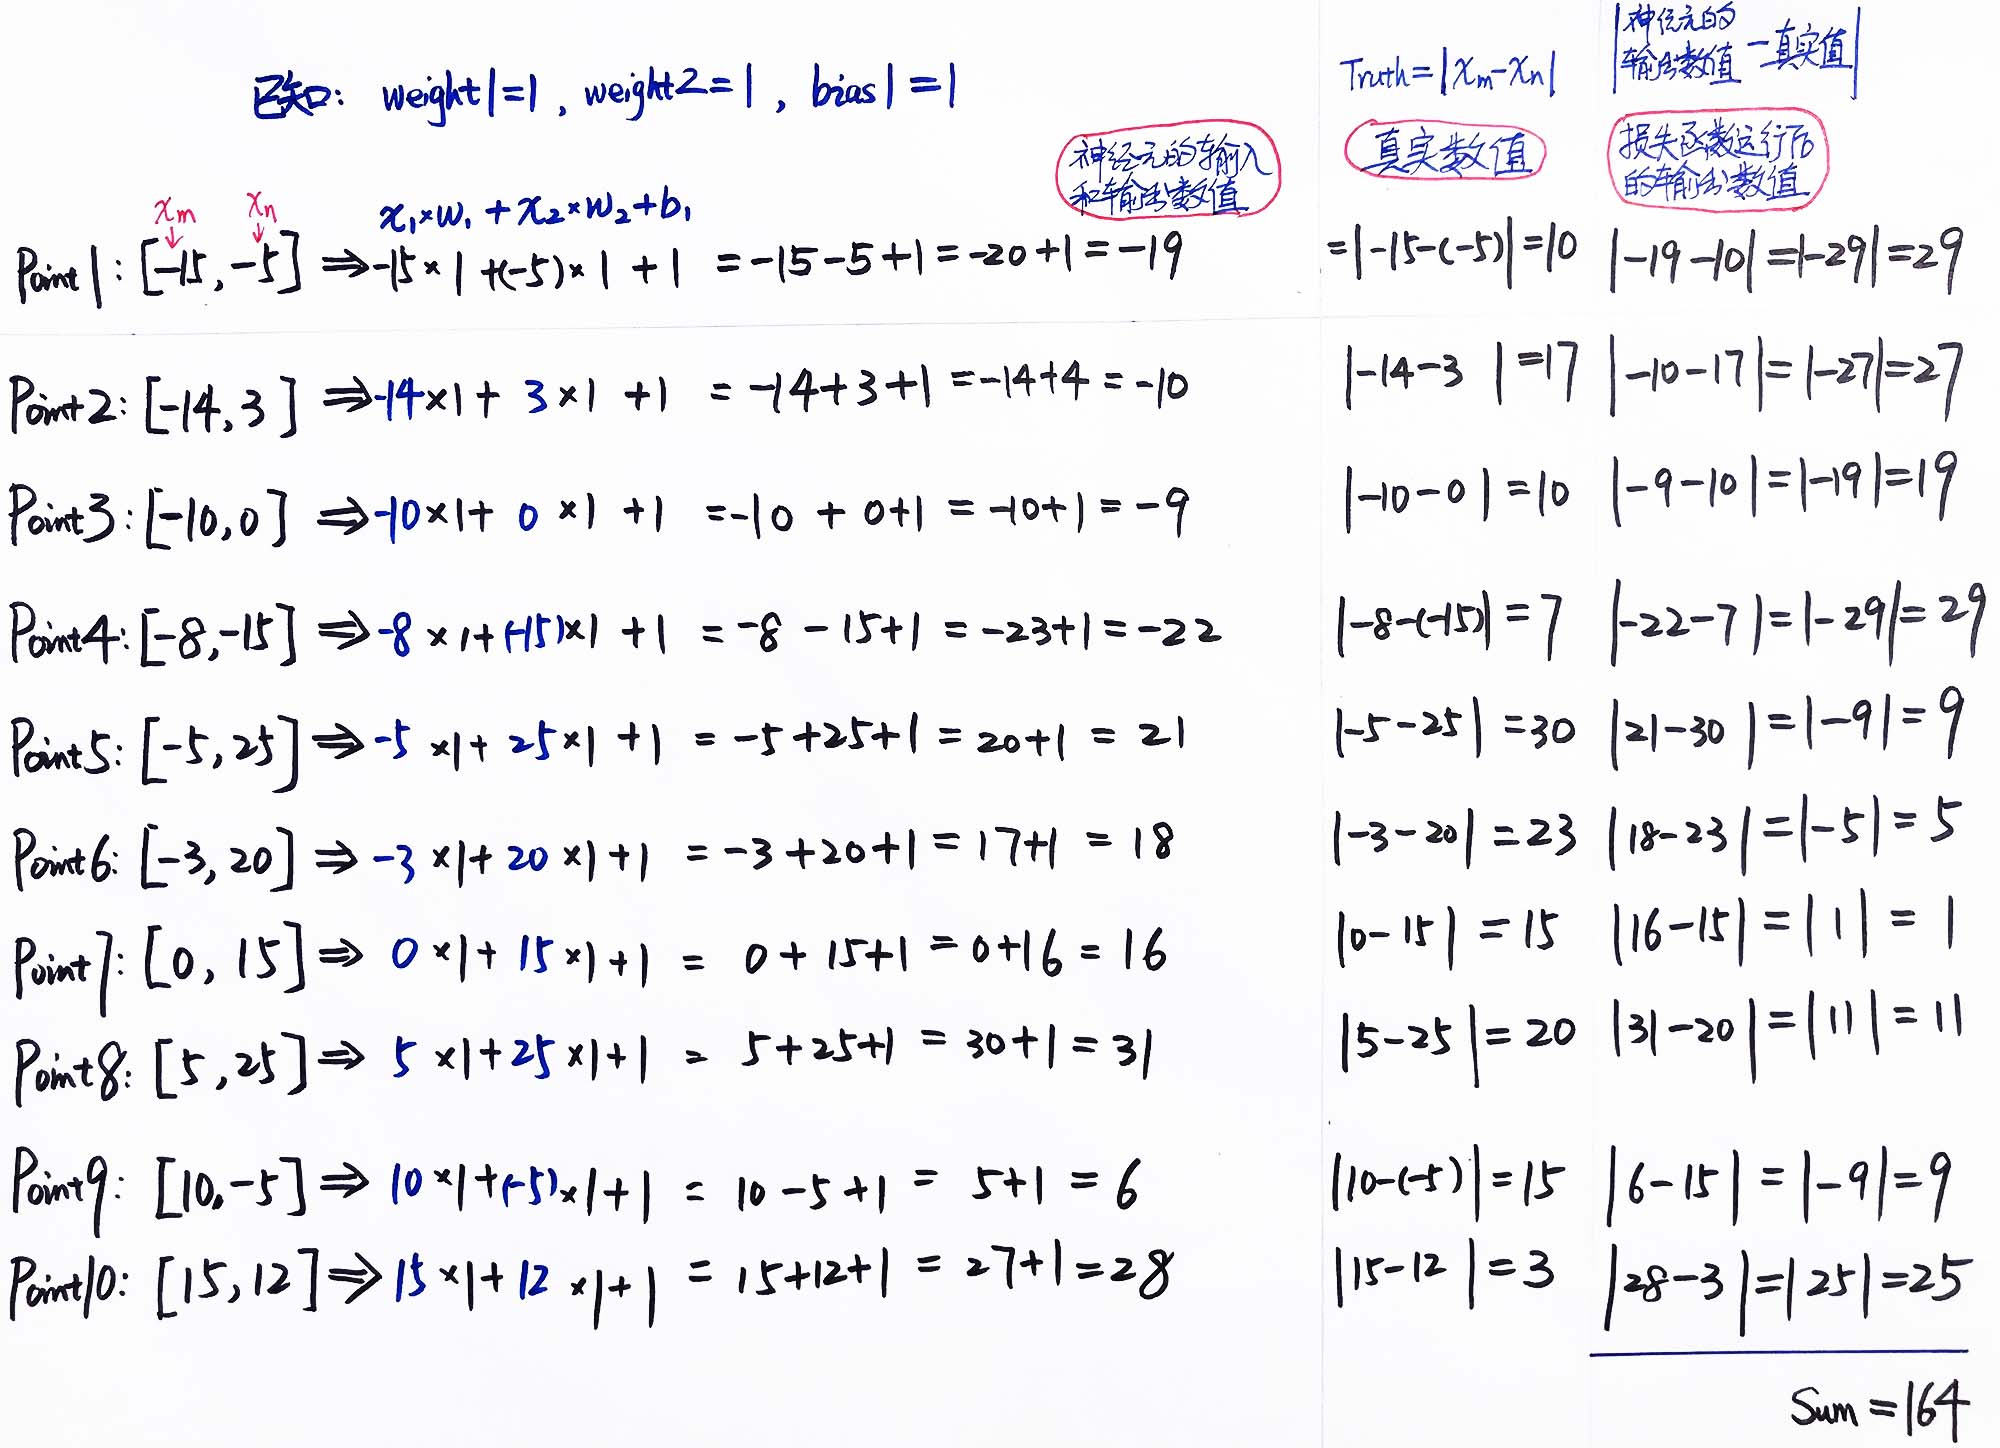 已知: weight1=1, weight2=1, bias1=1
Truth=|xm-xn|
|神经元的输出数值-真实值|
神经元的输入
和输出数值
真实数值
损失函数运行后
的输出数值
xm xn
x₁×w₁+x₂×w₂+b₁
Point1: [-15,-5] ⇒ -15×1+(-5)×1+1 =-15-5+1=-20+1=-19 =|-15-(-5)|=10 |-19-10|=|-29|=29
Point2: [-14,3] ⇒ -14×1+3×1+1 =-14+3+1=-14+4=-10 |-14-3|=17 |-10-17|=|-27|=27
Point3: [-10,0] ⇒ -10×1+0×1+1 =-10+0+1=-10+1=-9 |-10-0|=10 |-9-10|=|-19|=19
Point4: [-8,-15] ⇒ -8×1+(-15)×1+1 =-8-15+1=-23+1=-22 |-8-(-15)|=7 |-22-7|=|-29|=29
Point5: [-5,25] ⇒ -5×1+25×1+1 =-5+25+1=20+1=21 |-5-25|=30 |21-30|=|-9|=9
Point6: [-3,20] ⇒ -3×1+20×1+1 =-3+20+1=17+1=18 |-3-20|=23 |18-23|=|-5|=5
Point7: [0,15] ⇒ 0×1+15×1+1 =0+15+1=0+16=16 |0-15|=15 |16-15|=|1|=1
Point8: [5,25] ⇒ 5×1+25×1+1 =5+25+1=30+1=31 |5-25|=20 |31-20|=|11|=11
Point9: [10,-5] ⇒ 10×1+(-5)×1+1 =10-5+1=5+1=6 |10-(-5)|=15 |6-15|=|-9|=9
Point10: [15,12] ⇒ 15×1+12×1+1 =15+12+1=27+1=28 |15-12|=3 |28-3|=|25|=25
Sum=164